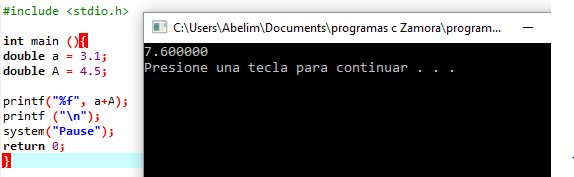 #include <stdio.h>
int main (){
double a = 3.1;
double A = 4.5;
printf("%f", a+A);
printf ("\n");
system("Pause");
return 0;
}
C:\Users\Abelim\Documents\programas c Zamora\program...
7.600000
Presione una tecla para continuar . . .